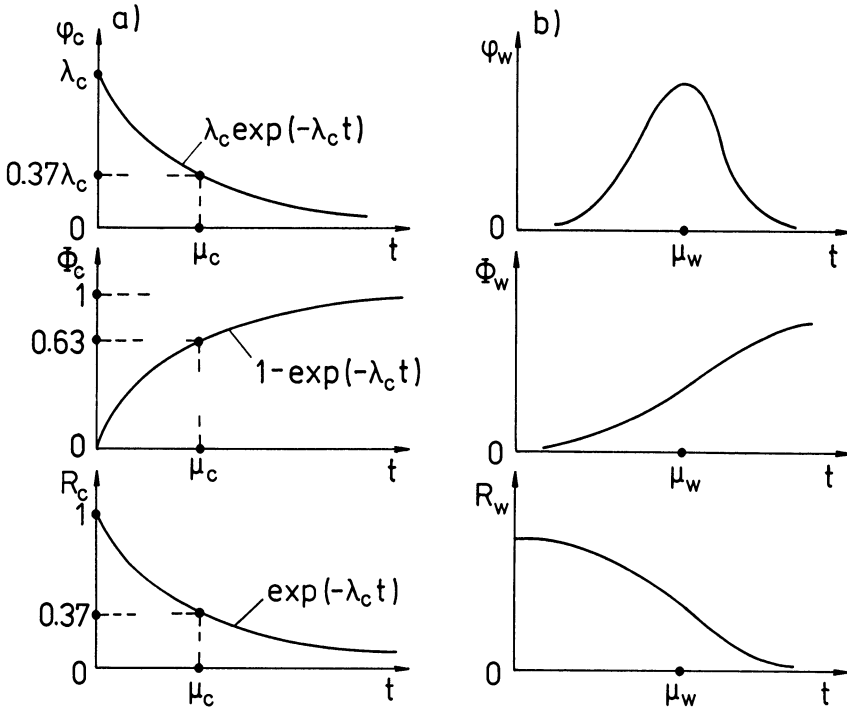 a)
φc
λc
λc exp(-λc t)
0.37λc
0
μc
t
Φc
1
0.63
1-exp(-λc t)
0
μc
t
Rc
1
exp(-λc t)
0.37
0
μc
t
b)
φw
0
μw
t
Φw
0
μw
t
Rw
0
μw
t